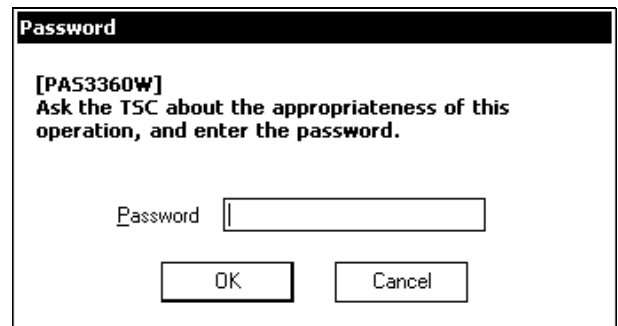 Password
[PAS3360W]
Ask the TSC about the appropriateness of this
operation, and enter the password.
Password
OK Cancel